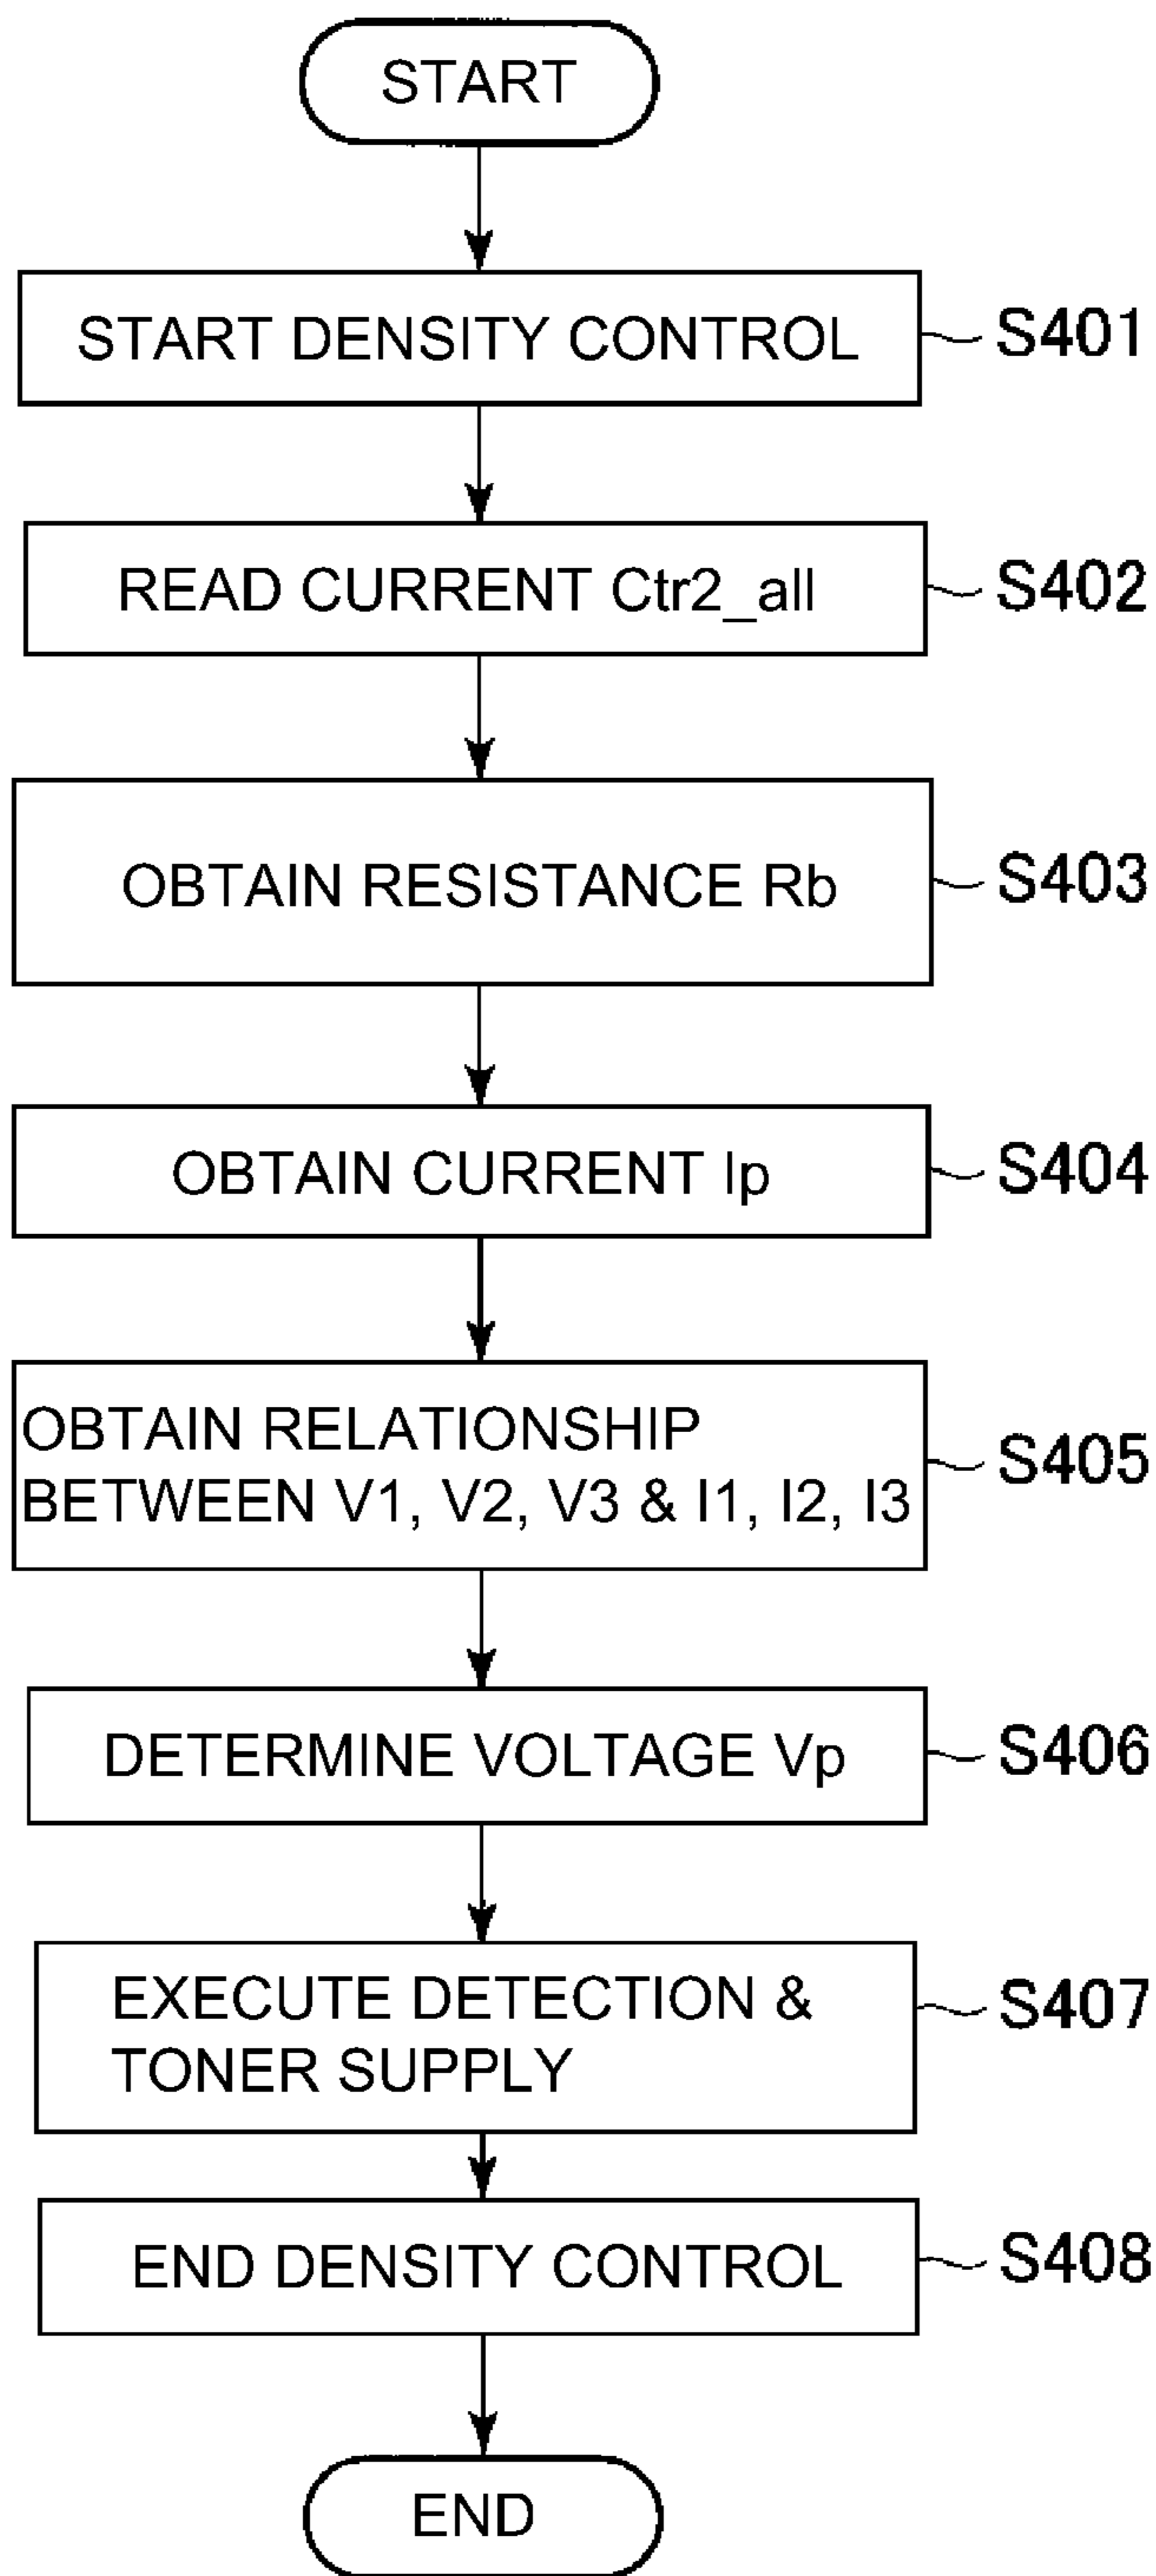 START
START DENSITY CONTROL
S401
READ CURRENT Ctr2_all
S402
OBTAIN RESISTANCE Rb
S403
OBTAIN CURRENT Ip
S404
OBTAIN RELATIONSHIP
BETWEEN V1, V2, V3 & I1, I2, I3
S405
DETERMINE VOLTAGE Vp
S406
EXECUTE DETECTION &
TONER SUPPLY
S407
END DENSITY CONTROL
S408
END